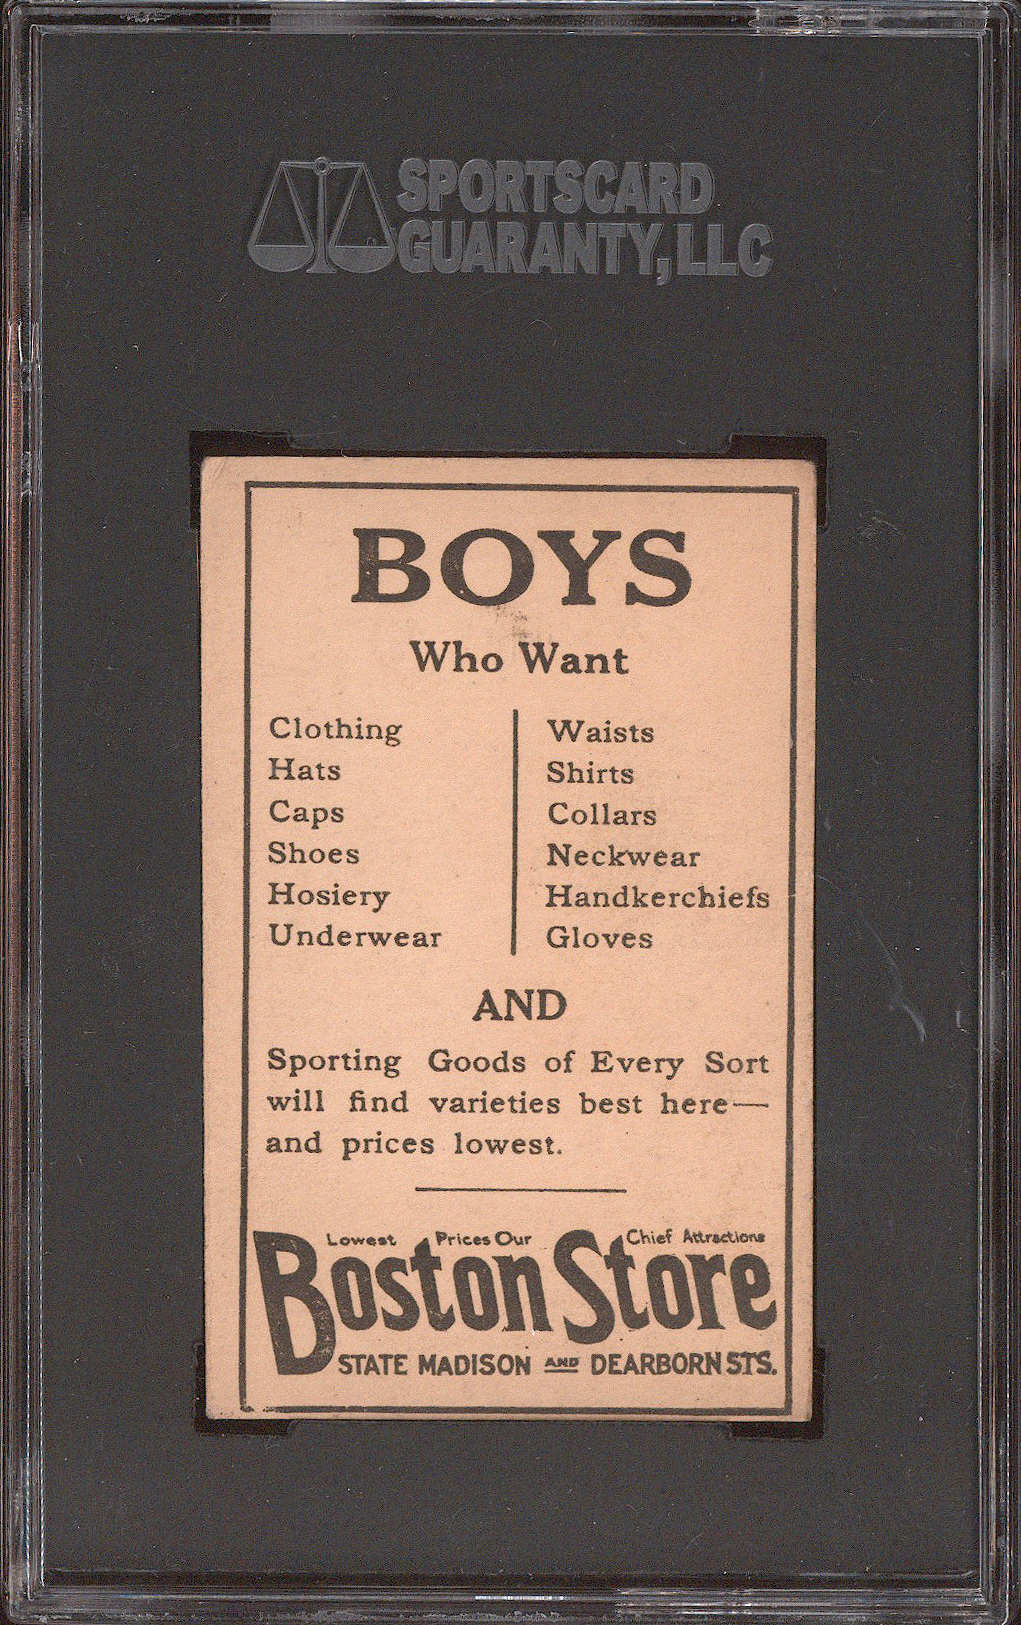 SPORTSCARD
GUARANTY, LLC
BOYS
Who Want
Clothing
Hats
Caps
Shoes
Hosiery
Underwear
Waists
Shirts
Collars
Neckwear
Handkerchiefs
Gloves
AND
Sporting Goods of Every Sort
will find varieties best here—
and prices lowest.
Lowest Prices Our Chief Attractions
Boston Store
STATE MADISON AND DEARBORN STS.